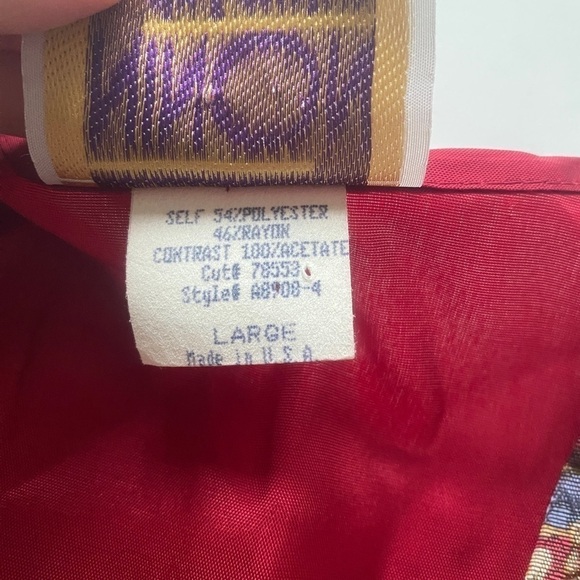 SELF 54%POLYESTER
46%RAYON
CONTRAST 100%ACETATE
Cut# 78553
Style# A8908-4
LARGE
Made in U.S.A.